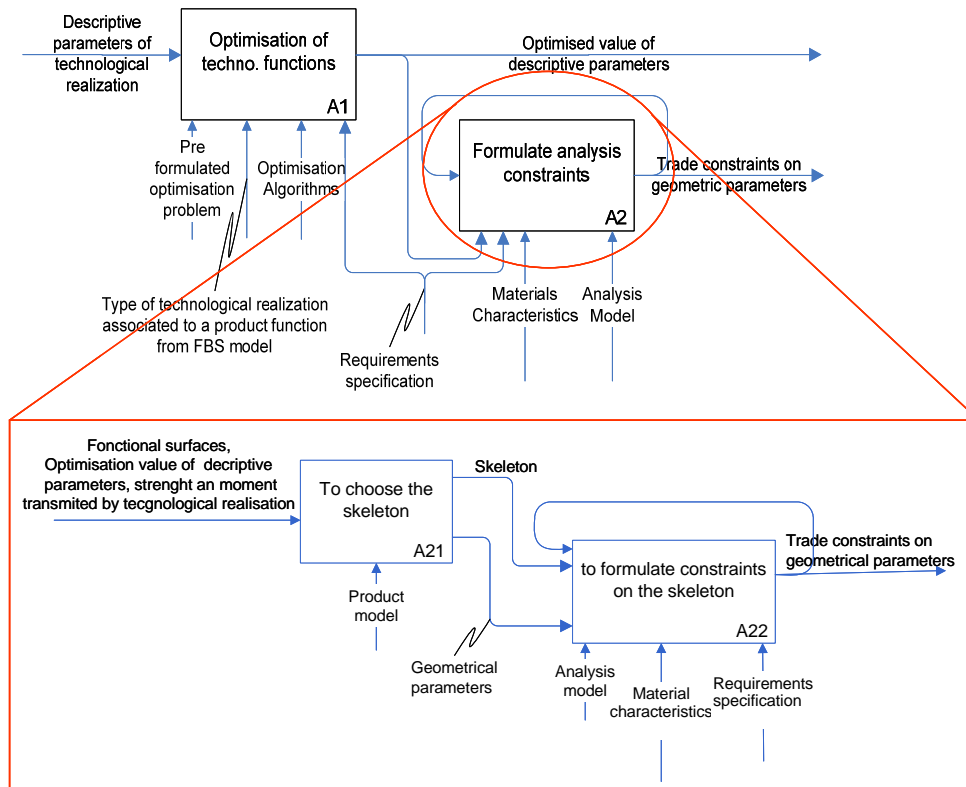 Descriptive
parameters of
technological
realization
Optimisation of
techno. functions
A1
Optimised value of
descriptive parameters
Pre
formulated
optimisation
problem
Optimisation
Algorithms
Formulate analysis
constraints
A2
Trade constraints on
geometric parameters
Type of technological realization
associated to a product function
from FBS model
Materials
Characteristics
Analysis
Model
Requirements
specification
Fonctional surfaces,
Optimisation value of decriptive
parameters, strenght an moment
transmited by tecgnological realisation
To choose the
skeleton
A21
Skeleton
Product
model
Geometrical
parameters
to formulate constraints
on the skeleton
A22
Trade constraints on
geometrical parameters
Analysis
model
Material
characteristics
Requirements
specification